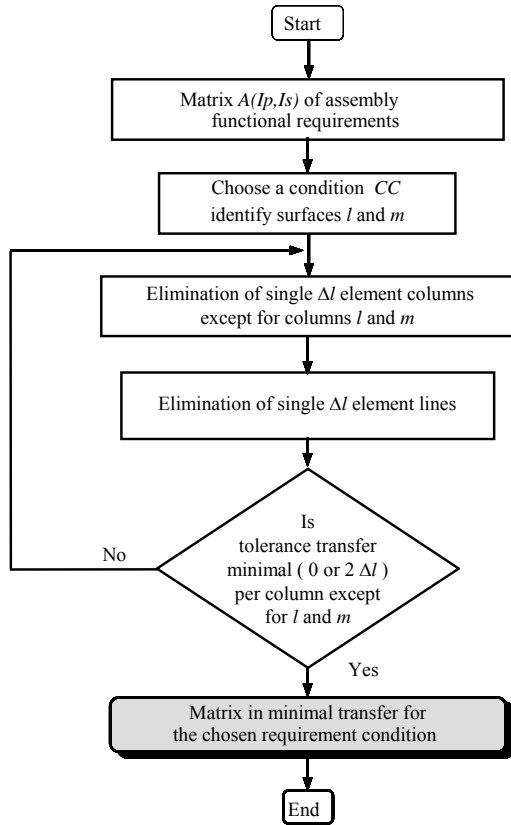 Start
Matrix A(Ip,Is) of assembly
functional requirements
Choose a condition CC
identify surfaces l and m
Elimination of single Δl element columns
except for columns l and m
Elimination of single Δl element lines
Is
tolerance transfer
minimal ( 0 or 2 Δl )
per column except
for l and m
No
Yes
Matrix in minimal transfer for
the chosen requirement condition
End